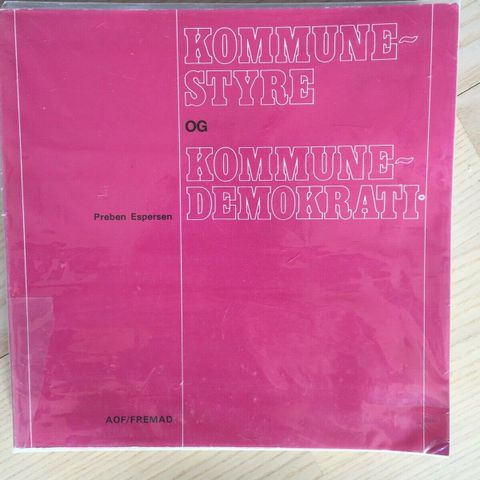 KOMMUNE~
STYRE
OG
KOMMUNE~
DEMOKRATI
Preben Espersen
AOF/FREMAD